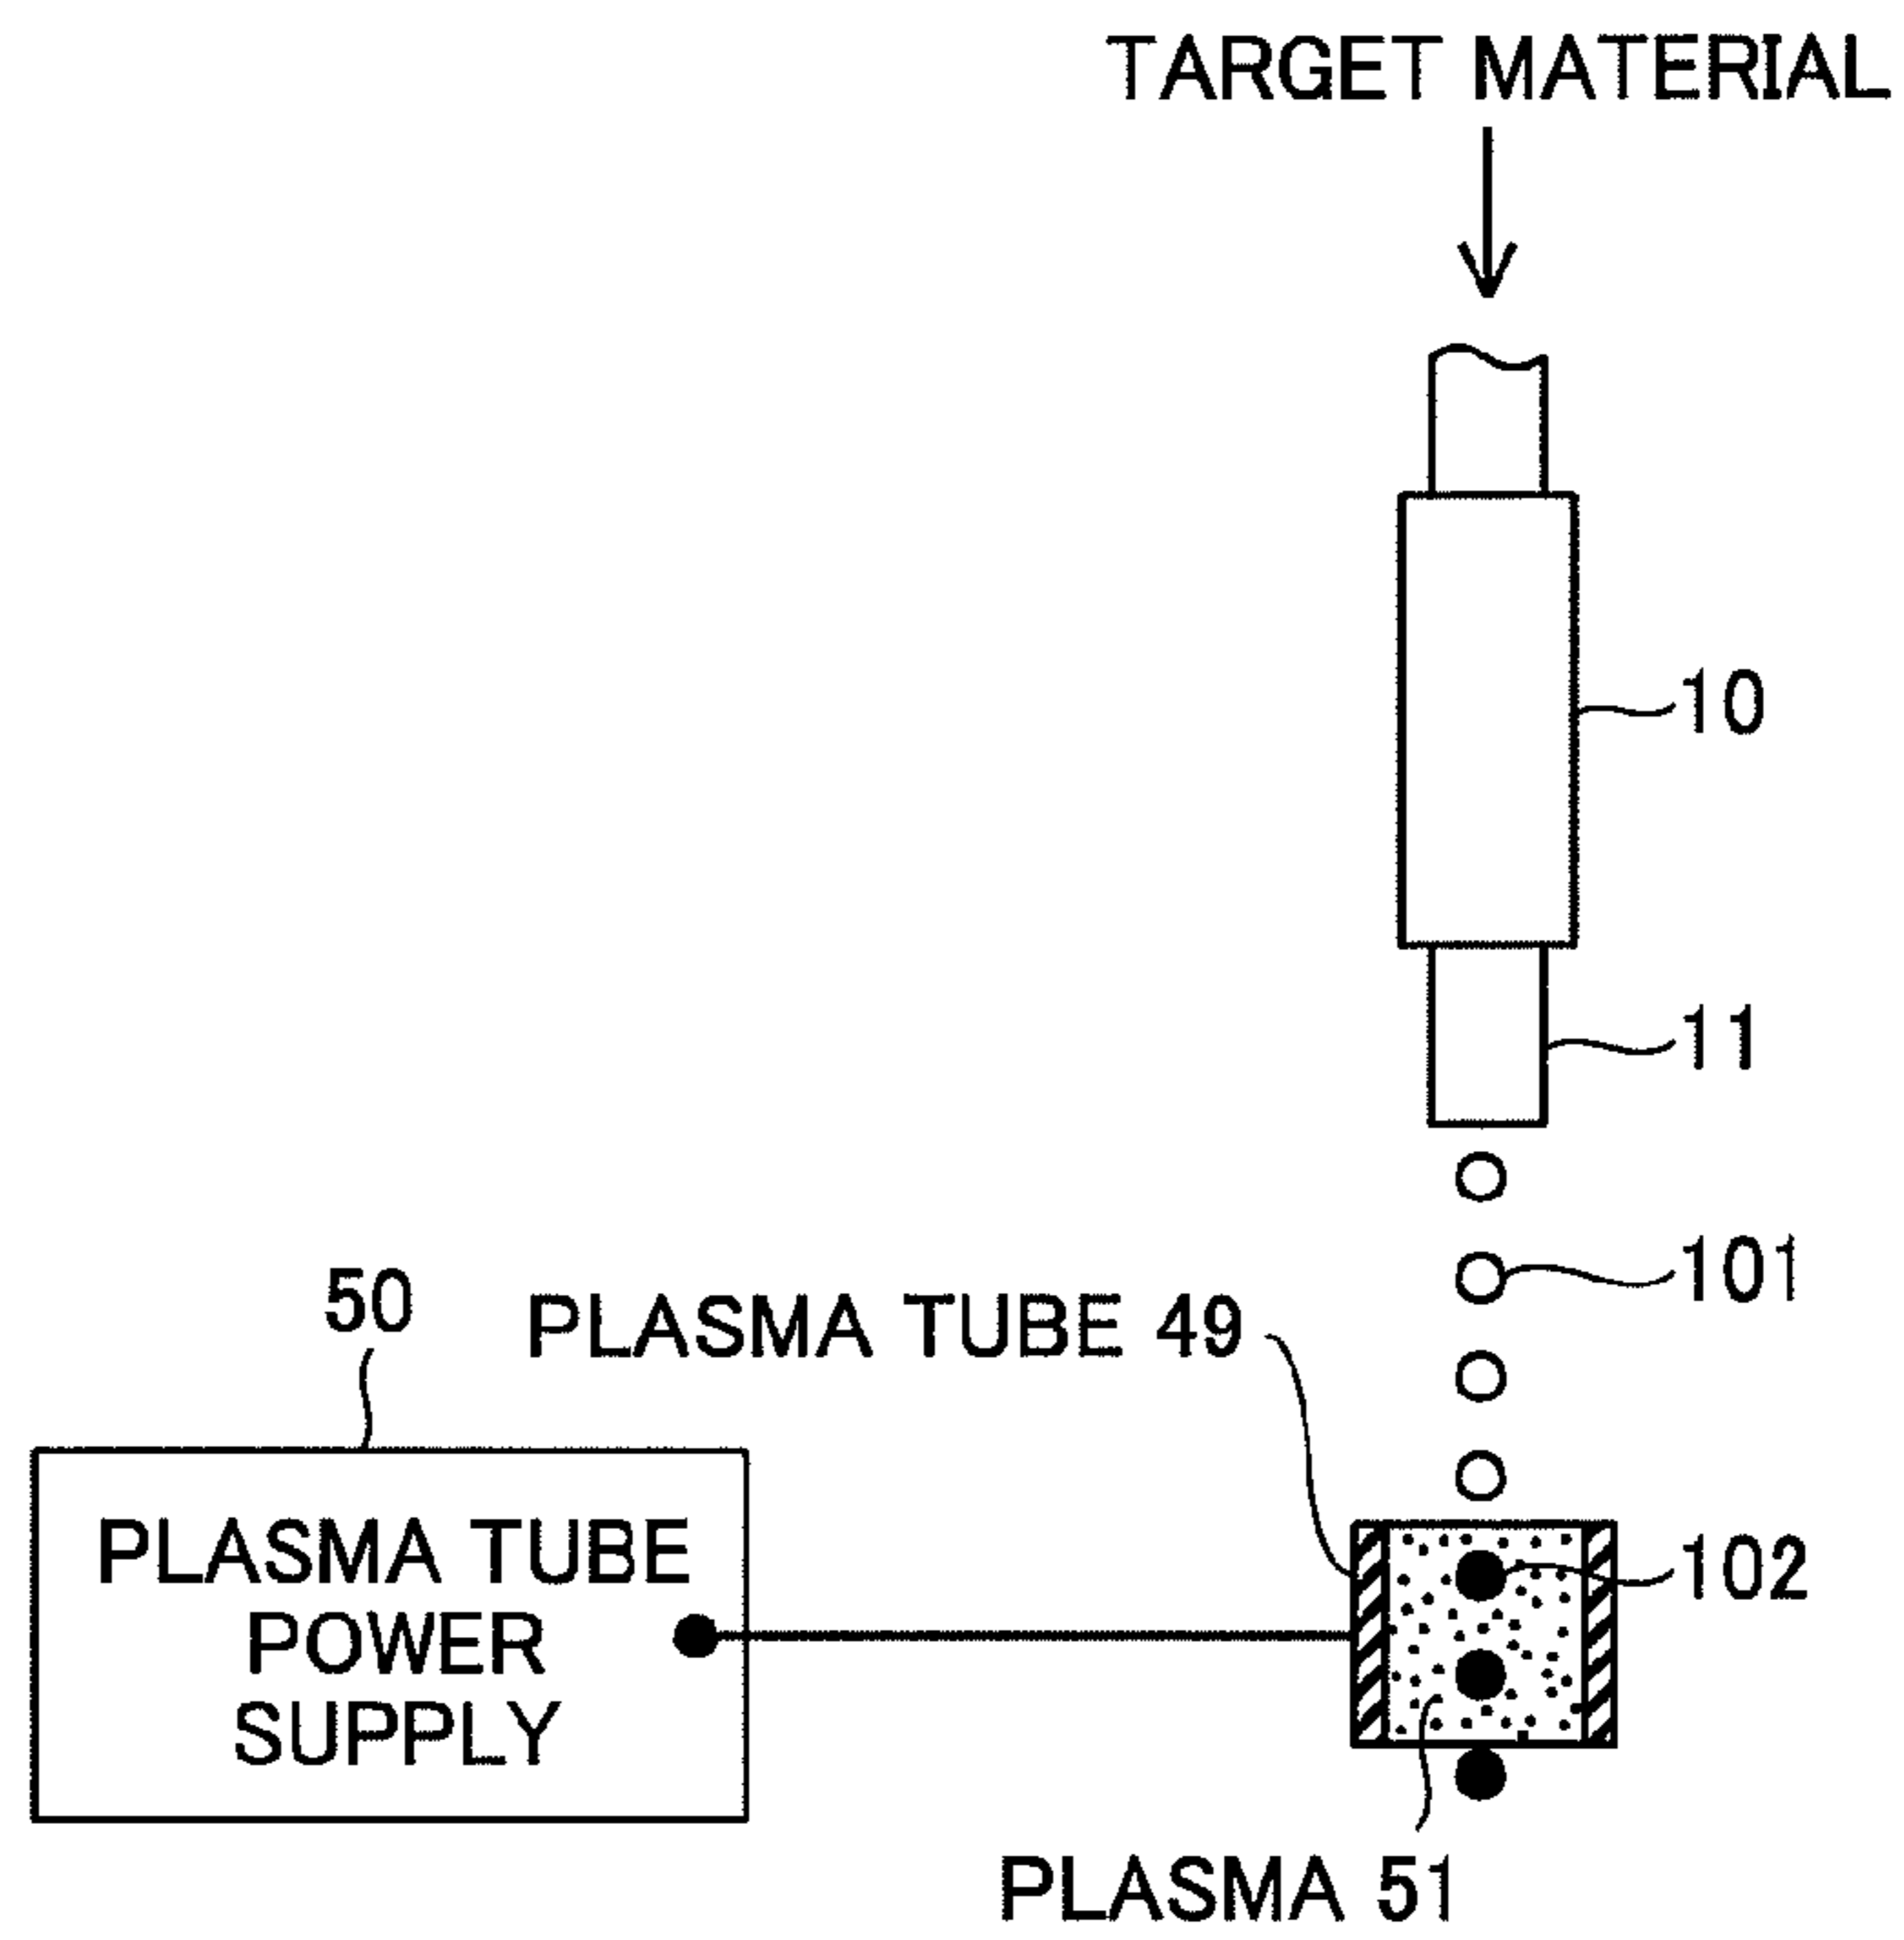 TARGET MATERIAL
10
11
101
50
PLASMA TUBE 49
PLASMA TUBE
POWER
SUPPLY
102
PLASMA 51